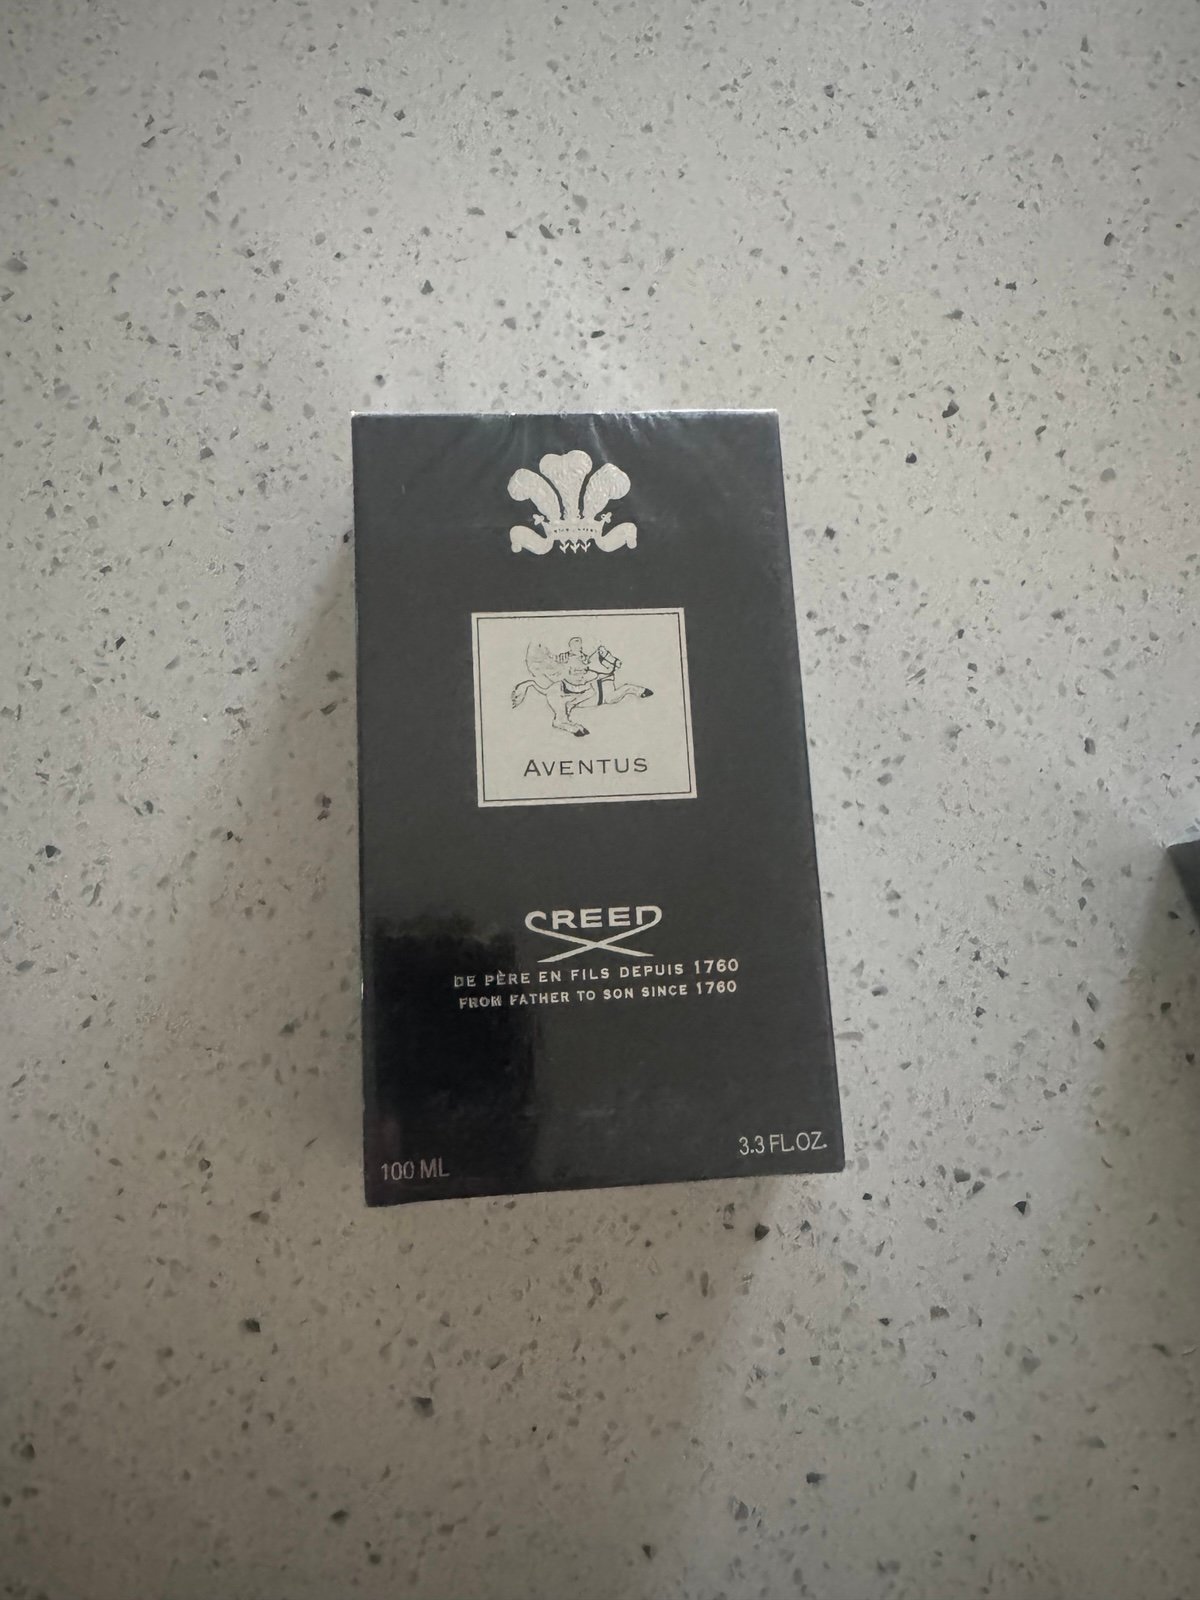 AVENTUS
CREED
DE PÈRE EN FILS DEPUIS 1760
FROM FATHER TO SON SINCE 1760
100 ML
3.3 FL.OZ.